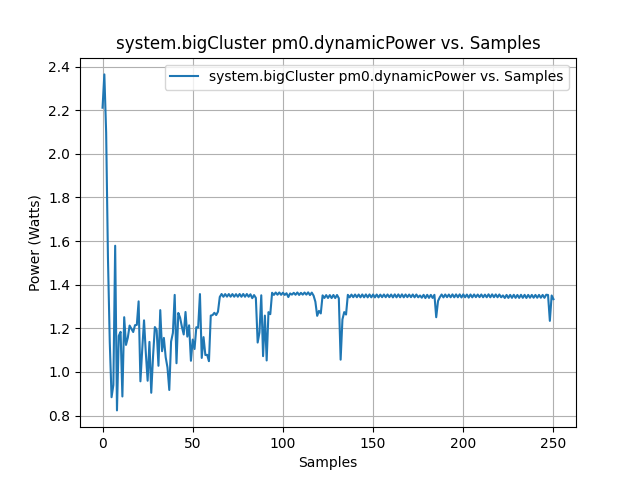 system.bigCluster pm0.dynamicPower vs. Samples
system.bigCluster pm0.dynamicPower vs. Samples
2.4
2.2
2.0
1.8
1.6
1.4
1.2
1.0
0.8
Power (Watts)
0 50 100 150 200 250
Samples